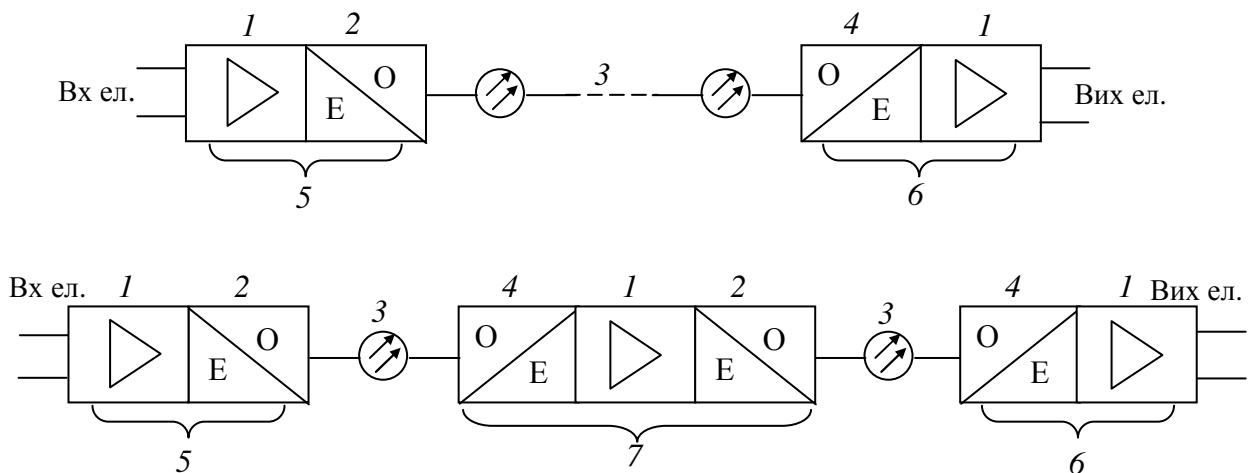 1 2 4 1
Вх ел. Е О 3 О Е Вих ел.
5 6
Вх ел. 1 2 3 4 1 2 3 4 1 Вих ел.
Е О О Е Е О О Е
5 7 6